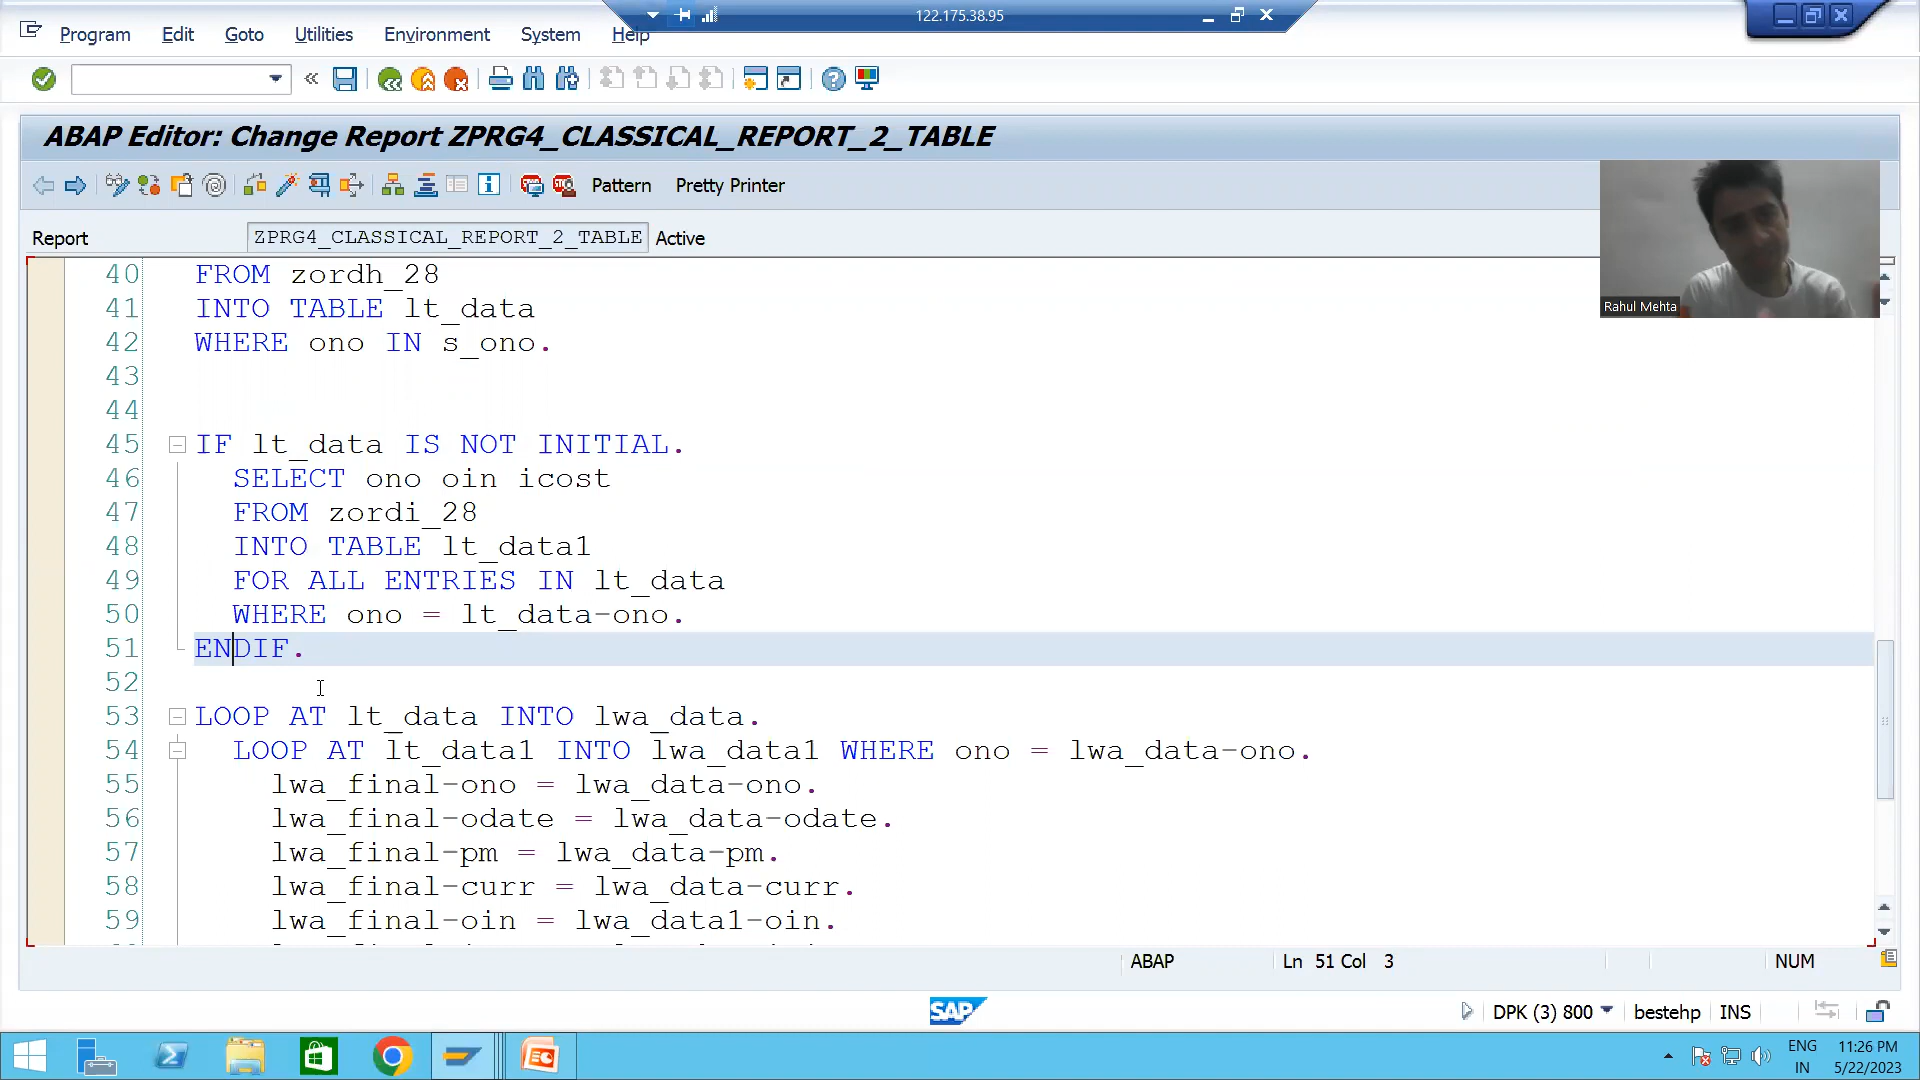 122.175.38.95
Program Edit Goto Utilities Environment System Help
ABAP Editor: Change Report ZPRG4_CLASSICAL_REPORT_2_TABLE
Pattern Pretty Printer
Report ZPRG4_CLASSICAL_REPORT_2_TABLE Active
Rahul Mehta
40 FROM zordh_28
41 INTO TABLE lt_data
42 WHERE ono IN s_ono.
43
44
45 IF lt_data IS NOT INITIAL.
46 SELECT ono oin icost
47 FROM zordi_28
48 INTO TABLE lt_data1
49 FOR ALL ENTRIES IN lt_data
50 WHERE ono = lt_data-ono.
51 ENDIF.
52
53 LOOP AT lt_data INTO lwa_data.
54 LOOP AT lt_data1 INTO lwa_data1 WHERE ono = lwa_data-ono.
55 lwa_final-ono = lwa_data-ono.
56 lwa_final-odate = lwa_data-odate.
57 lwa_final-pm = lwa_data-pm.
58 lwa_final-curr = lwa_data-curr.
59 lwa_final-oin = lwa_data1-oin.
ABAP Ln 51 Col 3 NUM
SAP DPK (3) 800 bestehp INS
ENG 11:26 PM
IN 5/22/2023